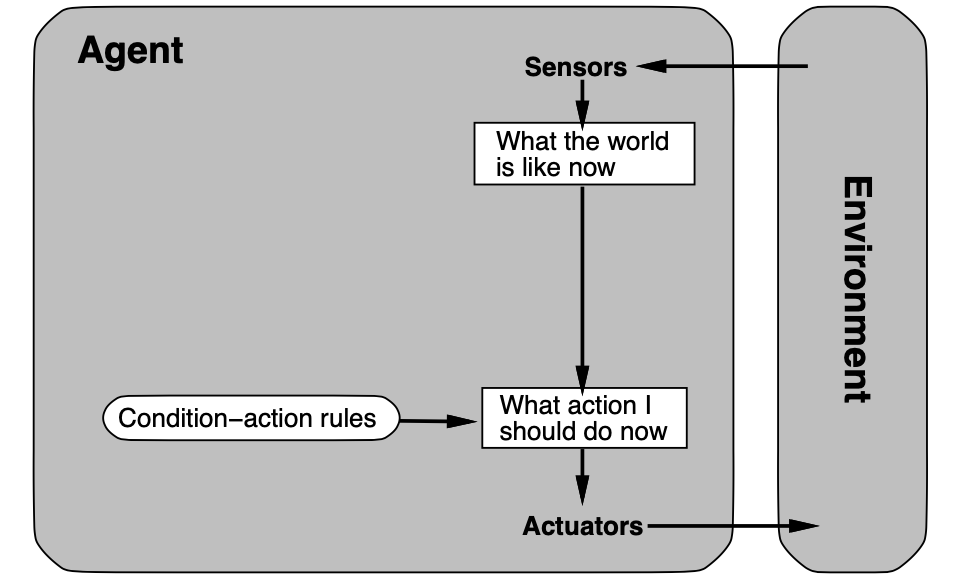 Agent
Sensors
What the world
is like now
Environment
Condition–action rules
What action I
should do now
Actuators